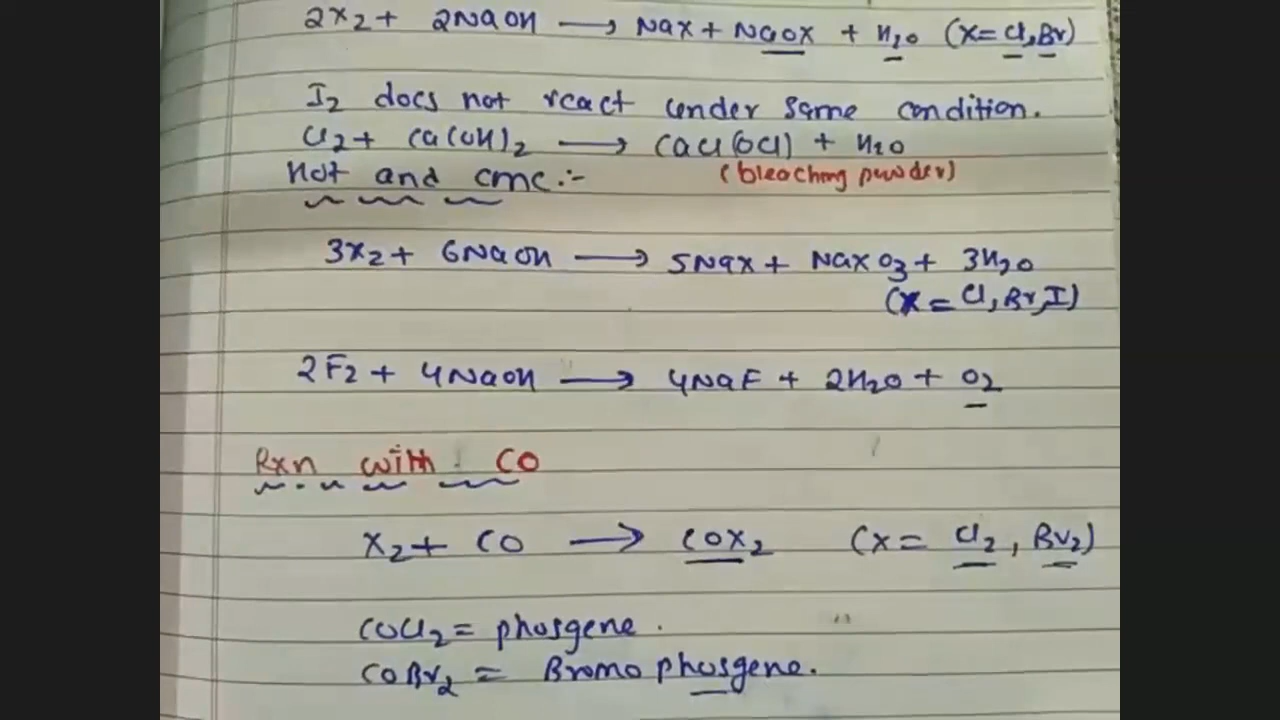 2X2 + 2NaOH → NaX + NaOX + H2O (X= Cl, Br)
I2 does not react under same condition.
Cl2 + Ca(OH)2 → CaCl(OCl) + H2O
(bleaching powder)
Hot and cmc :-
3X2 + 6NaOH → 5NaX + NaXO3 + 3H2O
(X = Cl, Br, I)
2F2 + 4NaOH → 4NaF + 2H2O + O2
Rxn with CO
X2 + CO → COX2 (X= Cl2, Br2)
COCl2 = phosgene.
COBr2 = Bromo phosgene.